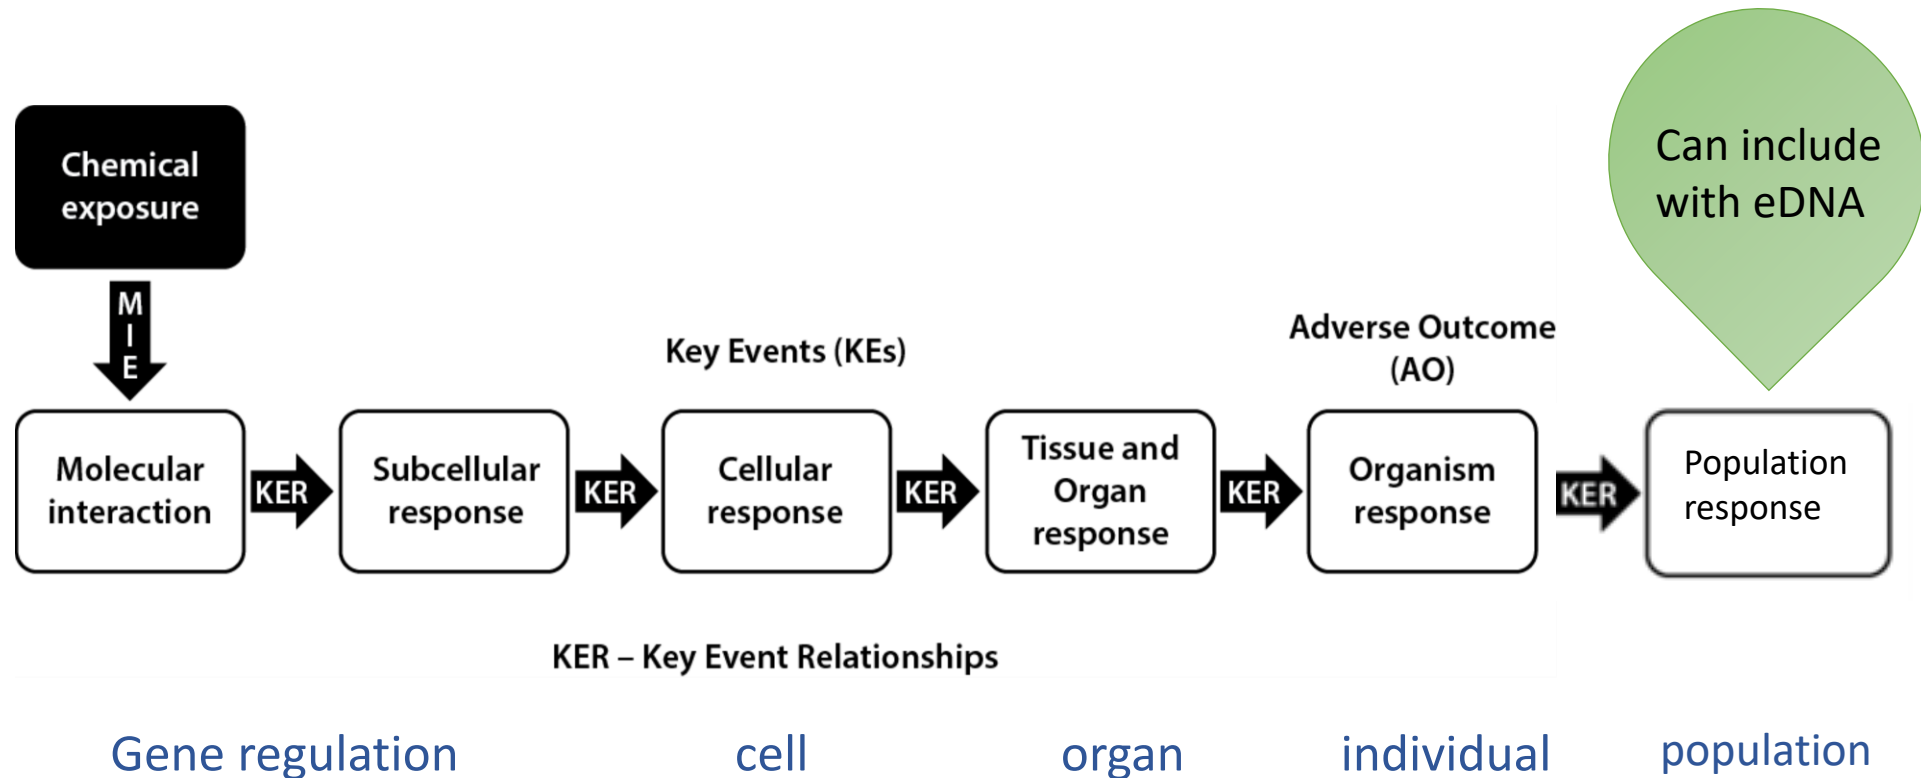 Chemical
exposure
Can include
with eDNA
M
I
E
Key Events (KEs)
Adverse Outcome
(AO)
Molecular
interaction
KER
Subcellular
response
KER
Cellular
response
KER
Tissue and
Organ
response
KER
Organism
response
KER
Population
response
KER – Key Event Relationships
Gene regulation
cell
organ
individual
population